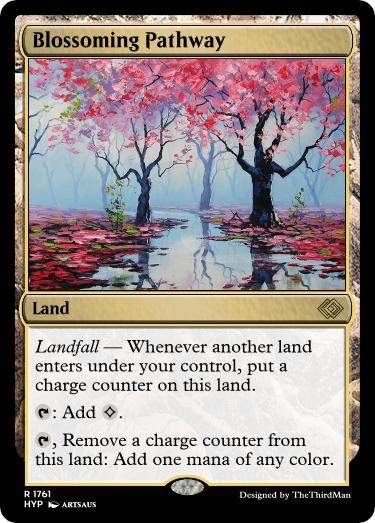 Blossoming Pathway
Land
Landfall — Whenever another land
enters under your control, put a
charge counter on this land.
: Add .
, Remove a charge counter from
this land: Add one mana of any color.
R 1761
HYP ARTSAUS
Designed by TheThirdMan